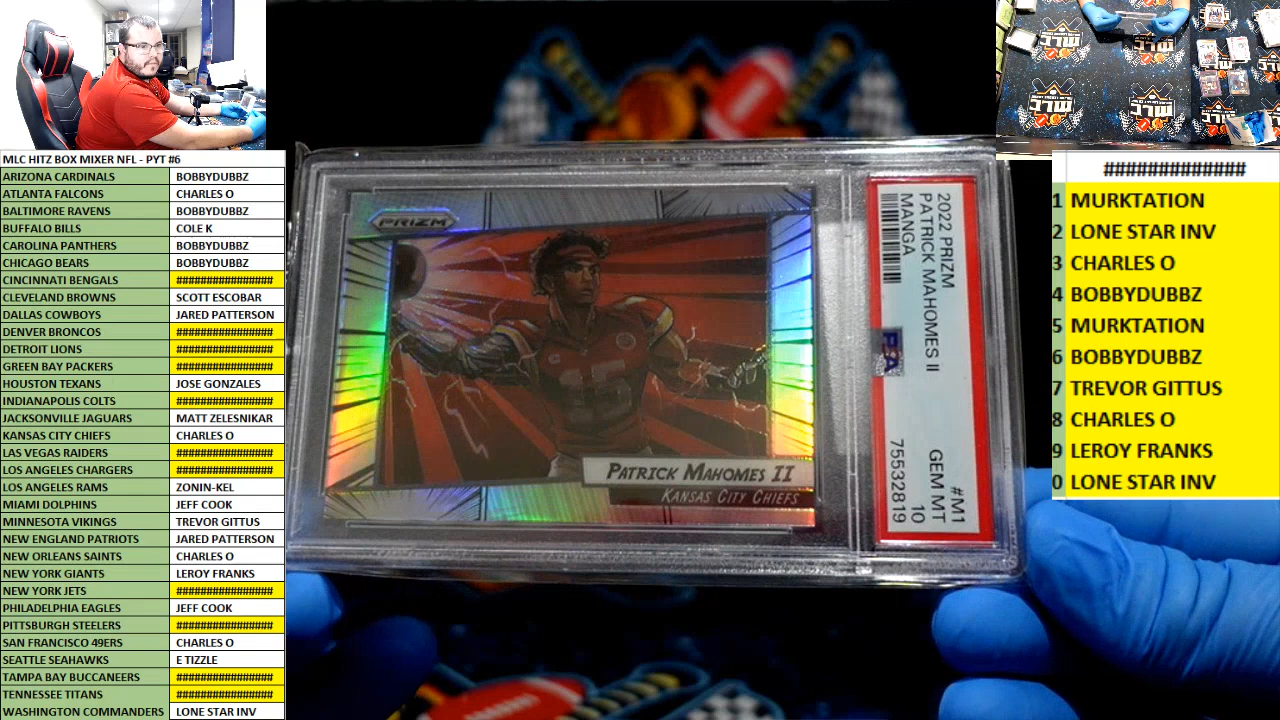 MLC HITZ BOX MIXER NFL - PYT #6
ARIZONA CARDINALS BOBBYDUBBZ
ATLANTA FALCONS CHARLES O
BALTIMORE RAVENS BOBBYDUBBZ
BUFFALO BILLS COLE K
CAROLINA PANTHERS BOBBYDUBBZ
CHICAGO BEARS BOBBYDUBBZ
CINCINNATI BENGALS ################
CLEVELAND BROWNS SCOTT ESCOBAR
DALLAS COWBOYS JARED PATTERSON
DENVER BRONCOS ################
DETROIT LIONS ################
GREEN BAY PACKERS ################
HOUSTON TEXANS JOSE GONZALES
INDIANAPOLIS COLTS ################
JACKSONVILLE JAGUARS MATT ZELESNIKAR
KANSAS CITY CHIEFS CHARLES O
LAS VEGAS RAIDERS ################
LOS ANGELES CHARGERS ################
LOS ANGELES RAMS ZONIN-KEL
MIAMI DOLPHINS JEFF COOK
MINNESOTA VIKINGS TREVOR GITTUS
NEW ENGLAND PATRIOTS JARED PATTERSON
NEW ORLEANS SAINTS CHARLES O
NEW YORK GIANTS LEROY FRANKS
NEW YORK JETS ################
PHILADELPHIA EAGLES JEFF COOK
PITTSBURGH STEELERS ################
SAN FRANCISCO 49ERS CHARLES O
SEATTLE SEAHAWKS E TIZZLE
TAMPA BAY BUCCANEERS ################
TENNESSEE TITANS ################
WASHINGTON COMMANDERS LONE STAR INV
PRIZM
15
PATRICK MAHOMES II
KANSAS CITY CHIEFS
2022 PRIZM #M1
PATRICK MAHOMES II GEM MT
MANGA 10
PSA 75532819
MLC
MLC
MLC
MLC
##############
1 MURKTATION
2 LONE STAR INV
3 CHARLES O
4 BOBBYDUBBZ
5 MURKTATION
6 BOBBYDUBBZ
7 TREVOR GITTUS
8 CHARLES O
9 LEROY FRANKS
0 LONE STAR INV